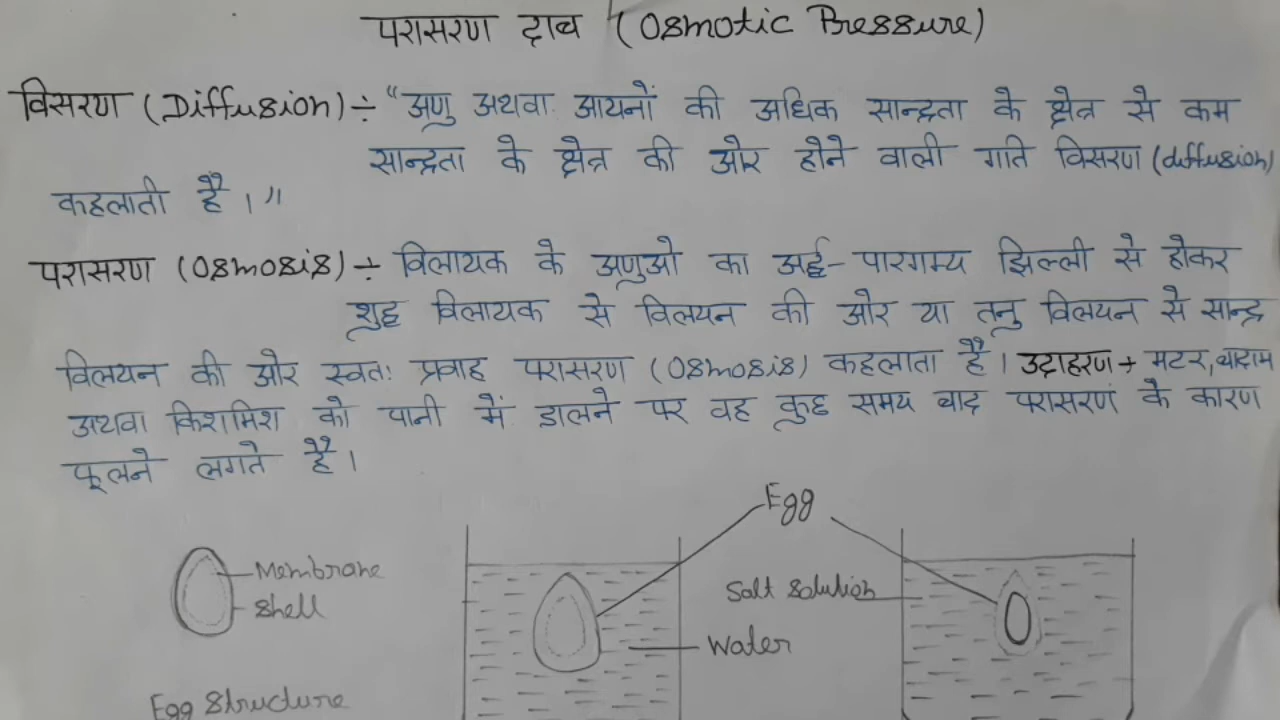 परासरण दाब (Osmotic Pressure)
विसरण (Diffusion) ÷ "अणु अथवा आयनों की अधिक सान्द्रता के क्षेत्र से कम
सान्द्रता के क्षेत्र की ओर होने वाली गति विसरण (diffusion)
कहलाती है।"
परासरण (Osmosis) ÷ विलायक के अणुओ का अर्द्ध-पारगम्य झिल्ली से होकर
शुद्ध विलायक से विलयन की ओर या तनु विलयन से सान्द्र
विलयन की ओर स्वतः प्रवाह परासरण (Osmosis) कहलाता है। उदाहरण ÷ मटर, बादाम
अथवा किशमिश को पानी में डालने पर वह कुछ समय बाद परासरण के कारण
फूलने लगते है।
Egg
Membrane
Shell
Salt solution
Water
Egg Structure